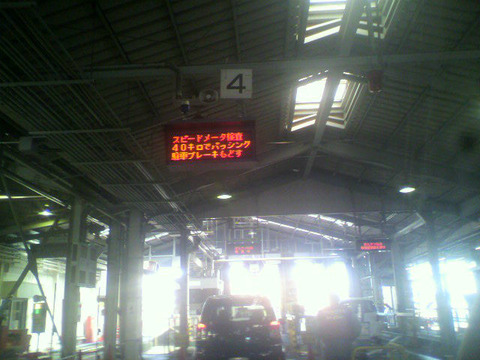 4
スピードメータ検査
40キロでパッシング
駐車ブレーキもどす